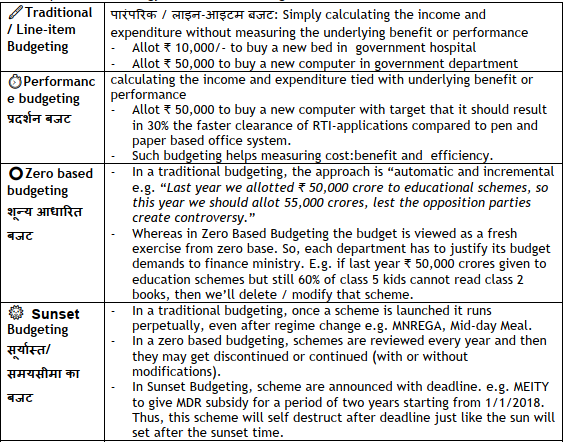 Traditional
/ Line-item
Budgeting
पारंपरिक / लाइन-आइटम बजट: Simply calculating the income and
expenditure without measuring the underlying benefit or performance
- Allot ₹ 10,000/- to buy a new bed in government hospital
- Allot ₹ 50,000 to buy a new computer in government department
Performanc
e budgeting
प्रदर्शन बजट
calculating the income and expenditure tied with underlying benefit or
performance
- Allot ₹ 50,000 to buy a new computer with target that it should result
in 30% the faster clearance of RTI-applications compared to pen and
paper based office system.
- Such budgeting helps measuring cost:benefit and efficiency.
Zero based
budgeting
शून्य आधारित
बजट
- In a traditional budgeting, the approach is “automatic and incremental
e.g. “Last year we allotted ₹ 50,000 crore to educational schemes, so
this year we should allot 55,000 crores, lest the opposition parties
create controversy.”
- Whereas in Zero Based Budgeting the budget is viewed as a fresh
exercise from zero base. So, each department has to justify its budget
demands to finance ministry. E.g. if last year ₹ 50,000 crores given to
education schemes but still 60% of class 5 kids cannot read class 2
books, then we’ll delete / modify that scheme.
Sunset
Budgeting
सूर्यास्त/
समयसीमा का
बजट
- In a traditional budgeting, once a scheme is launched it runs
perpetually, even after regime change e.g. MNREGA, Mid-day Meal.
- In a zero based budgeting, schemes are reviewed every year and then
they may get discontinued or continued (with or without
modifications).
- In Sunset Budgeting, scheme are announced with deadline. e.g. MEITY
to give MDR subsidy for a period of two years starting from 1/1/2018.
Thus, this scheme will self destruct after deadline just like the sun will
set after the sunset time.